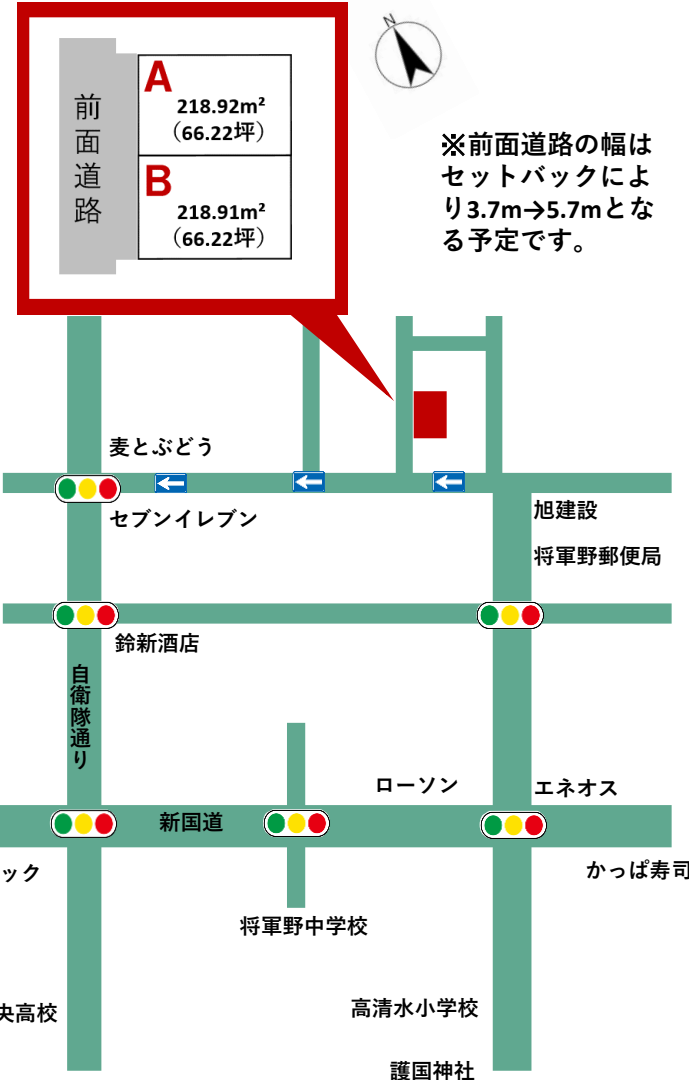 N
前面道路
A
218.92m²
（66.22坪）
B
218.91m²
（66.22坪）
※前面道路の幅は
セットバックによ
り3.7m→5.7mとな
る予定です。
麦とぶどう
セブンイレブン
旭建設
将軍野郵便局
鈴新酒店
自衛隊通り
ローソン
エネオス
新国道
ック
かっぱ寿司
将軍野中学校
央高校
高清水小学校
護国神社